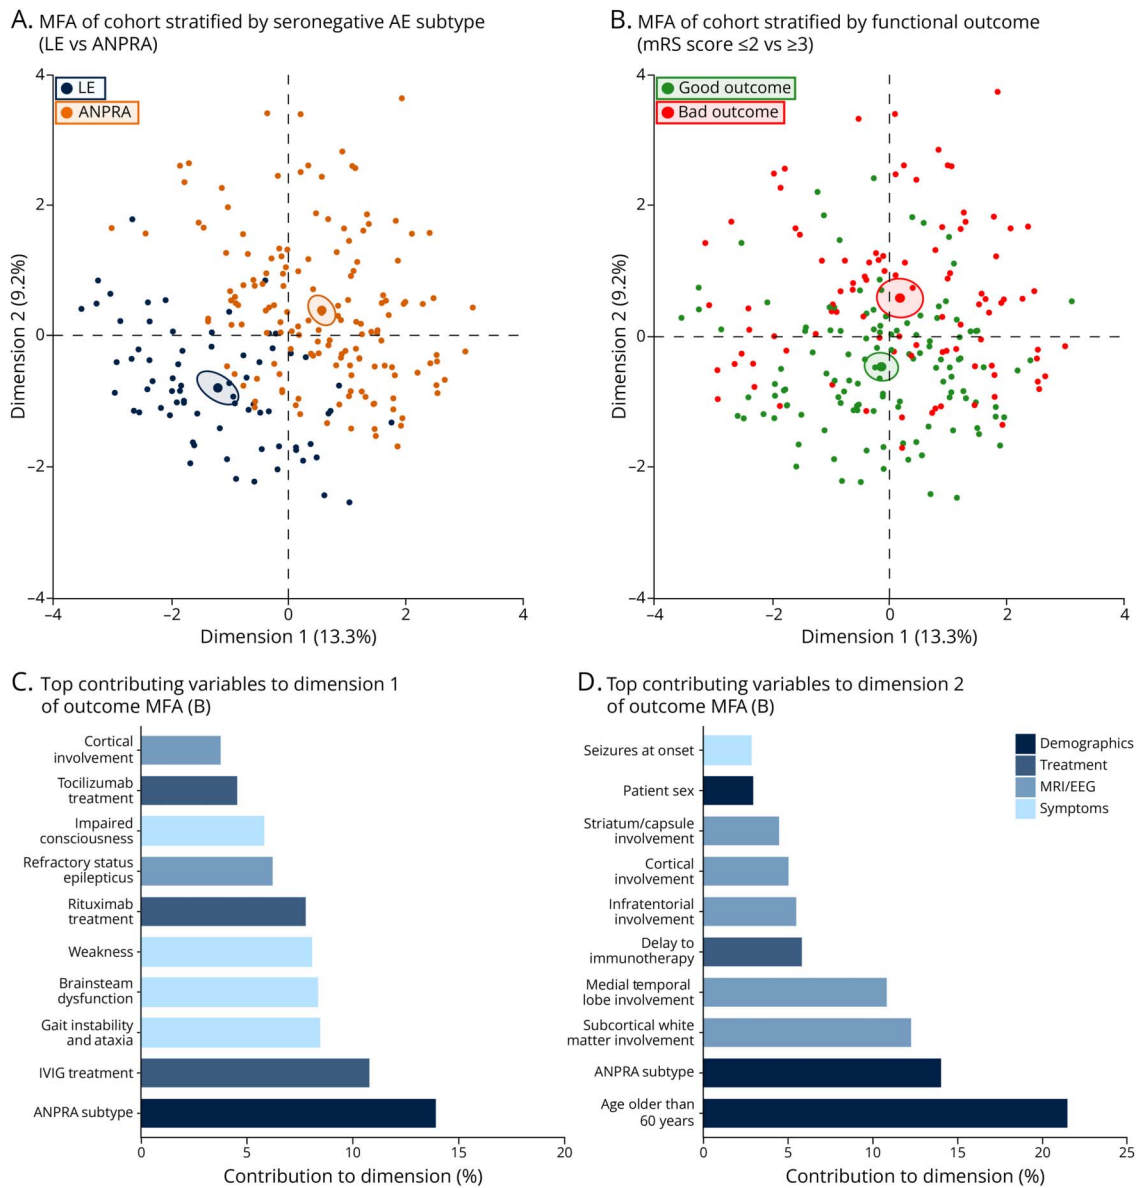 A. MFA of cohort stratified by seronegative AE subtype
(LE vs ANPRA)
4
2
0
−2
−4
−4
−2
0
2
4
LE
ANPRA
Dimension 2 (9.2%)
Dimension 1 (13.3%)
B. MFA of cohort stratified by functional outcome
(mRS score ≤2 vs ≥3)
4
2
0
−2
−4
−4
−2
0
2
4
Good outcome
Bad outcome
Dimension 2 (9.2%)
Dimension 1 (13.3%)
C. Top contributing variables to dimension 1
of outcome MFA (B)
Cortical
involvement
Tocilizumab
treatment
Impaired
consciousness
Refractory status
epilepticus
Rituximab
treatment
Weakness
Brainsteam
dysfunction
Gait instability
and ataxia
IVIG treatment
ANPRA subtype
0
5
10
15
20
Contribution to dimension (%)
D. Top contributing variables to dimension 2
of outcome MFA (B)
Seizures at onset
Patient sex
Striatum/capsule
involvement
Cortical
involvement
Infratentorial
involvement
Delay to
immunotherapy
Medial temporal
lobe involvement
Subcortical white
matter involvement
ANPRA subtype
Age older than
60 years
0
5
10
15
20
25
Contribution to dimension (%)
Demographics
Treatment
MRI/EEG
Symptoms